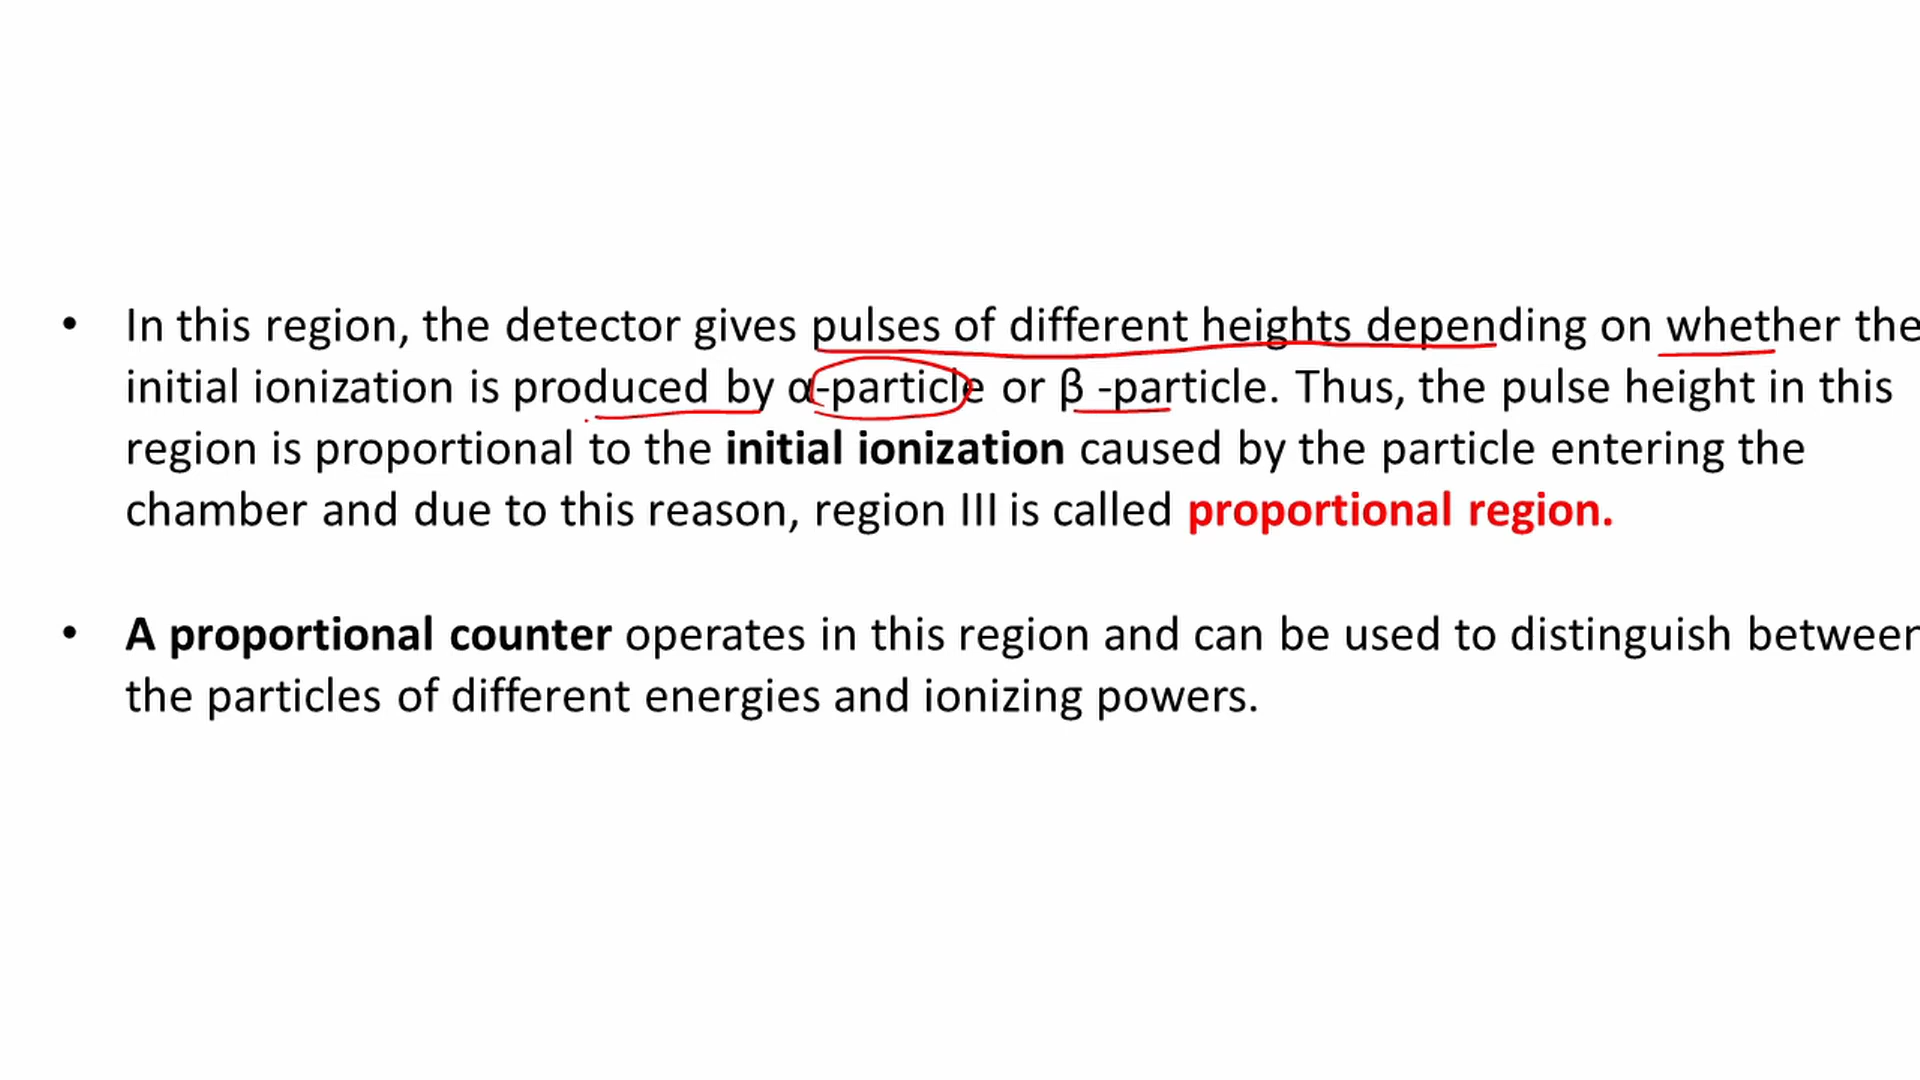 • In this region, the detector gives pulses of different heights depending on whether the
initial ionization is produced by α-particle or β -particle. Thus, the pulse height in this
region is proportional to the initial ionization caused by the particle entering the
chamber and due to this reason, region III is called proportional region.
• A proportional counter operates in this region and can be used to distinguish between
the particles of different energies and ionizing powers.